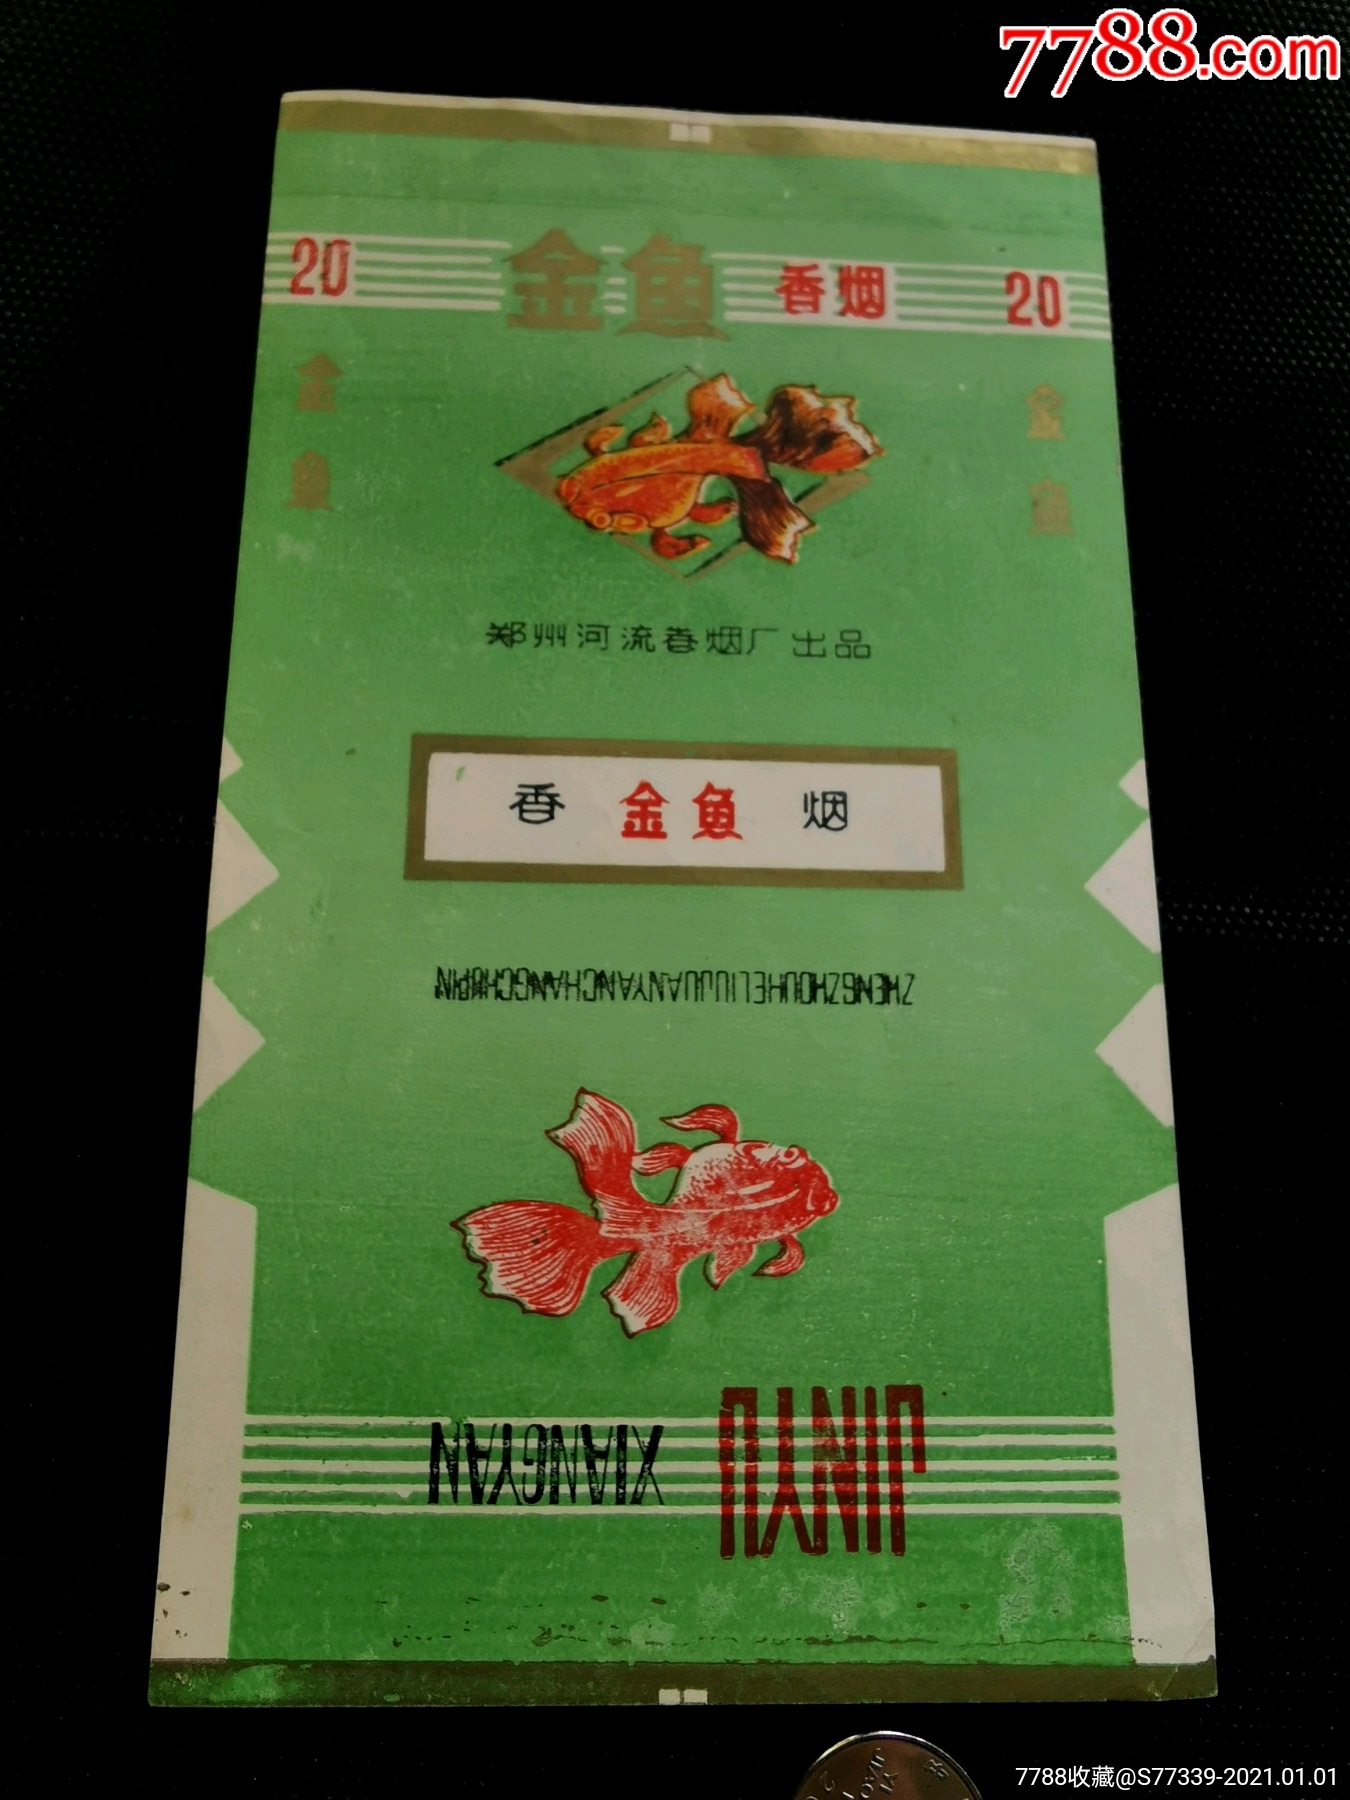 7788.com
20 金鱼 香烟 20
金鱼
金鱼
郑州河流卷烟厂出品
香 金鱼 烟
ZHENGZHOUHELIUJUANYANCHANGCHUPIN
JINYU XIANGYAN
7788收藏@S77339-2021.01.01